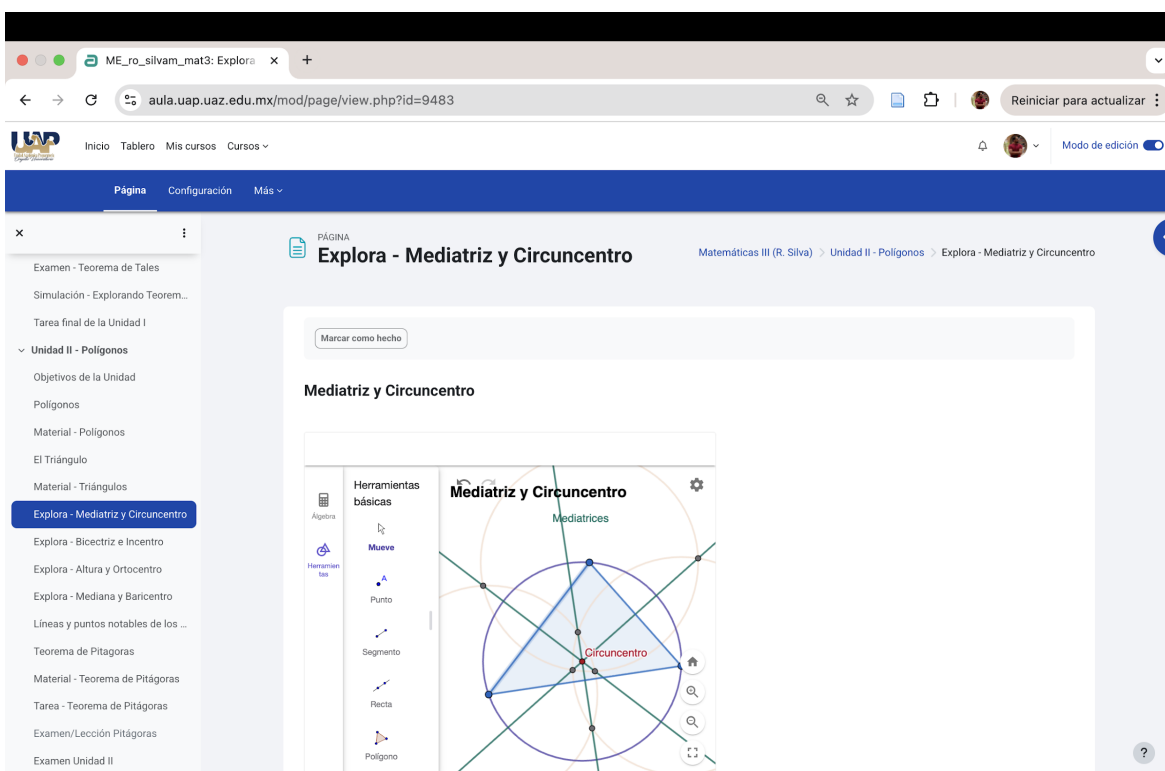 ME_ro_silvam_mat3: Explora
aula.uap.uaz.edu.mx/mod/page/view.php?id=9483
Reiniciar para actualizar
UAP
Inicio Tablero Mis cursos Cursos
Modo de edición
Página Configuración Más
PÁGINA
Explora - Mediatriz y Circuncentro
Matemáticas III (R. Silva) > Unidad II - Polígonos > Explora - Mediatriz y Circuncentro
Examen - Teorema de Tales
Simulación - Explorando Teorem...
Tarea final de la Unidad I
Unidad II - Polígonos
Objetivos de la Unidad
Polígonos
Material - Polígonos
El Triángulo
Material - Triángulos
Explora - Mediatriz y Circuncentro
Explora - Bicectriz e Incentro
Explora - Altura y Ortocentro
Explora - Mediana y Baricentro
Líneas y puntos notables de los ...
Teorema de Pitagoras
Material - Teorema de Pitágoras
Tarea - Teorema de Pitágoras
Examen/Lección Pitágoras
Examen Unidad II
Marcar como hecho
Mediatriz y Circuncentro
Álgebra
Herramien
tas
Herramientas
básicas
Mueve
A
Punto
Segmento
Recta
Polígono
Mediatriz y Circuncentro
Mediatrices
Circuncentro
?